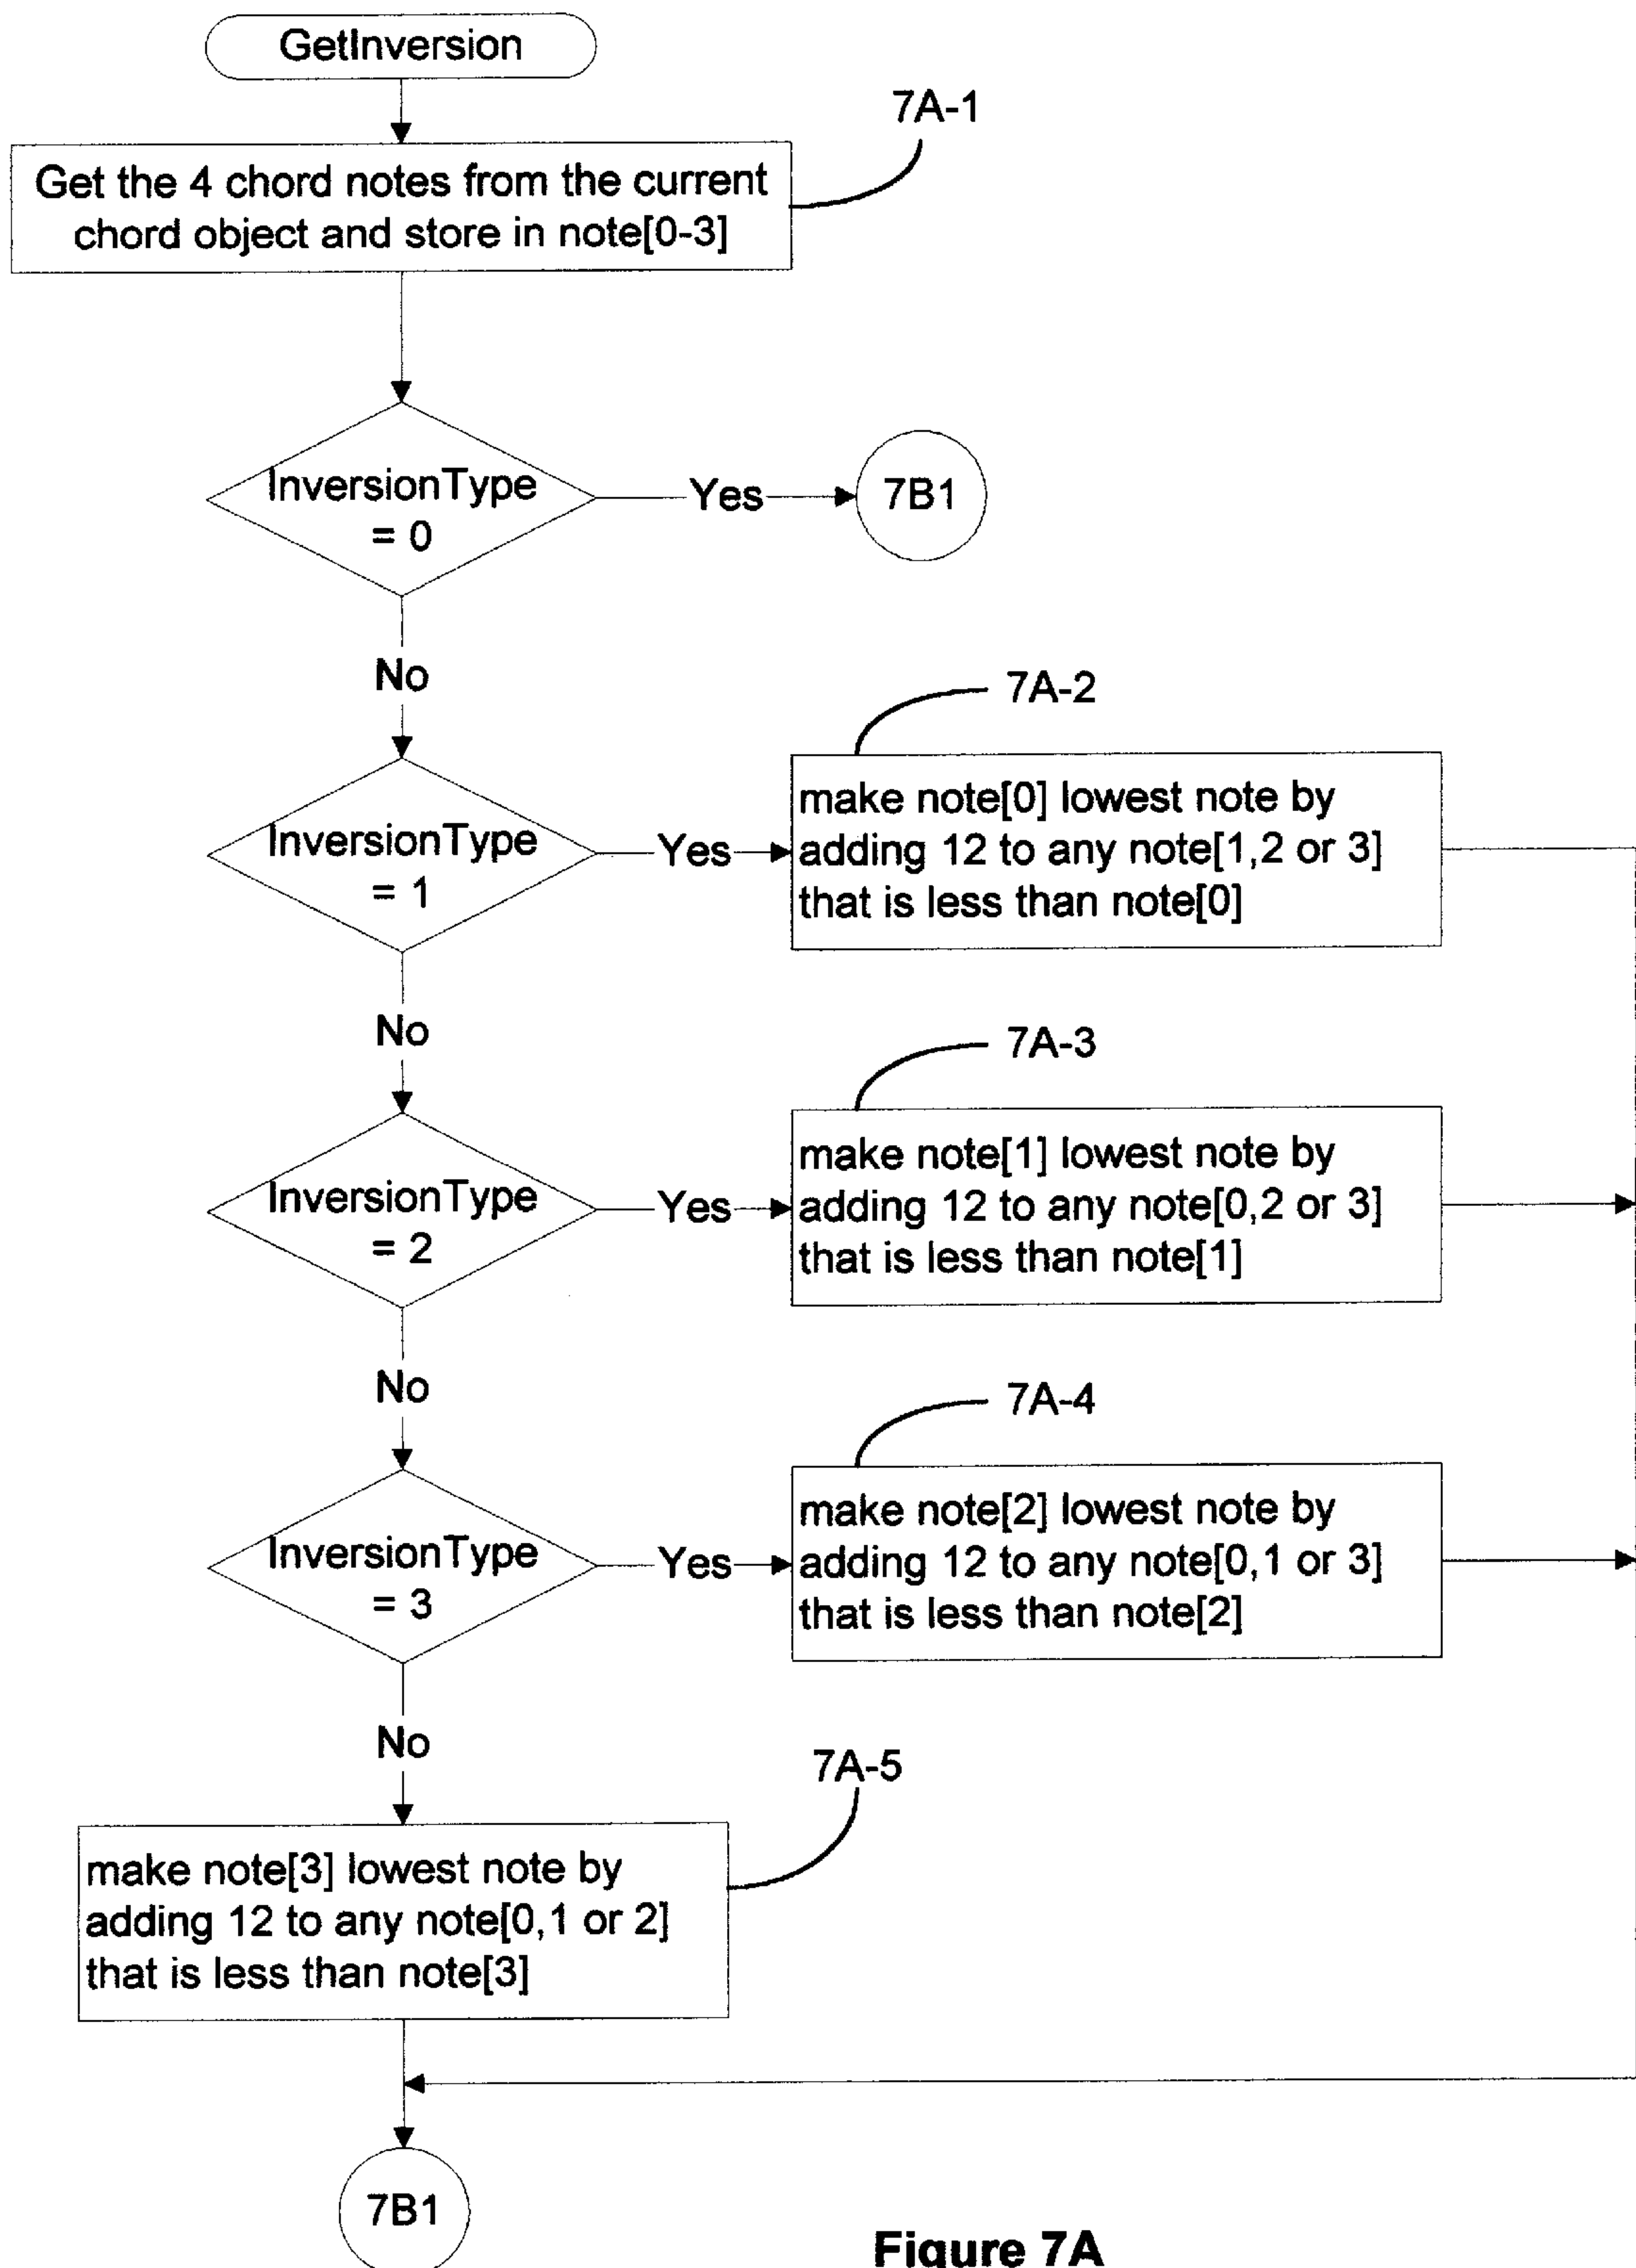 GetInversion
7A-1
Get the 4 chord notes from the current
chord object and store in note[0-3]
InversionType
= 0
Yes
7B1
No
7A-2
InversionType
= 1
Yes
make note[0] lowest note by
adding 12 to any note[1,2 or 3]
that is less than note[0]
No
7A-3
InversionType
= 2
Yes
make note[1] lowest note by
adding 12 to any note[0,2 or 3]
that is less than note[1]
No
7A-4
InversionType
= 3
Yes
make note[2] lowest note by
adding 12 to any note[0,1 or 3]
that is less than note[2]
No
7A-5
make note[3] lowest note by
adding 12 to any note[0,1 or 2]
that is less than note[3]
7B1
Figure 7A